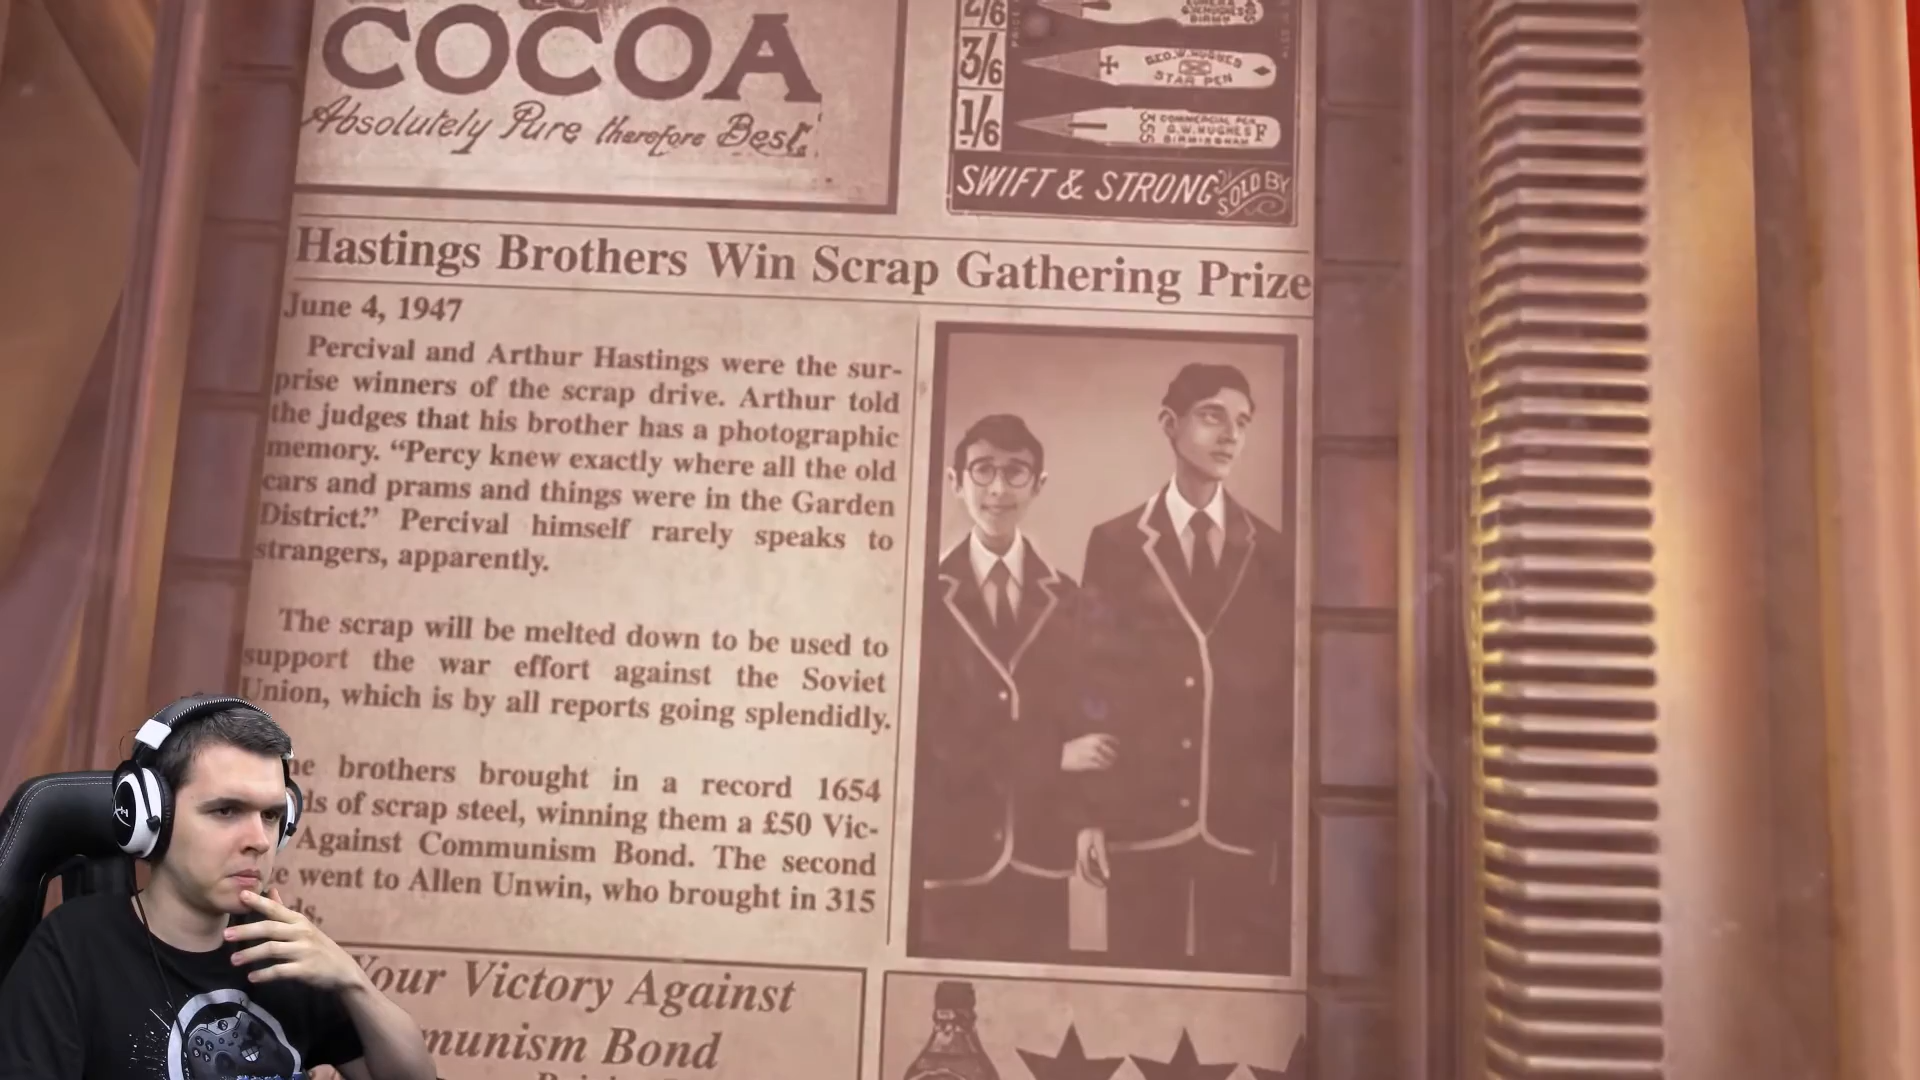 COCOA
Absolutely Pure therefore Best.
2/6
3/6
GEO. W. HUGHES
STAR PEN
1/6
COMMERCIAL PEN
G.W. HUGHES F
BIRMINGHAM
SWIFT & STRONG SOLD BY
Hastings Brothers Win Scrap Gathering Prize
June 4, 1947
Percival and Arthur Hastings were the sur-
prise winners of the scrap drive. Arthur told
the judges that his brother has a photographic
memory. “Percy knew exactly where all the old
cars and prams and things were in the Garden
District.” Percival himself rarely speaks to
strangers, apparently.
The scrap will be melted down to be used to
support the war effort against the Soviet
Union, which is by all reports going splendidly.
brothers brought in a record 1654
of scrap steel, winning them a £50 Vic-
Against Communism Bond. The second
went to Allen Unwin, who brought in 315
Your Victory Against
Bond